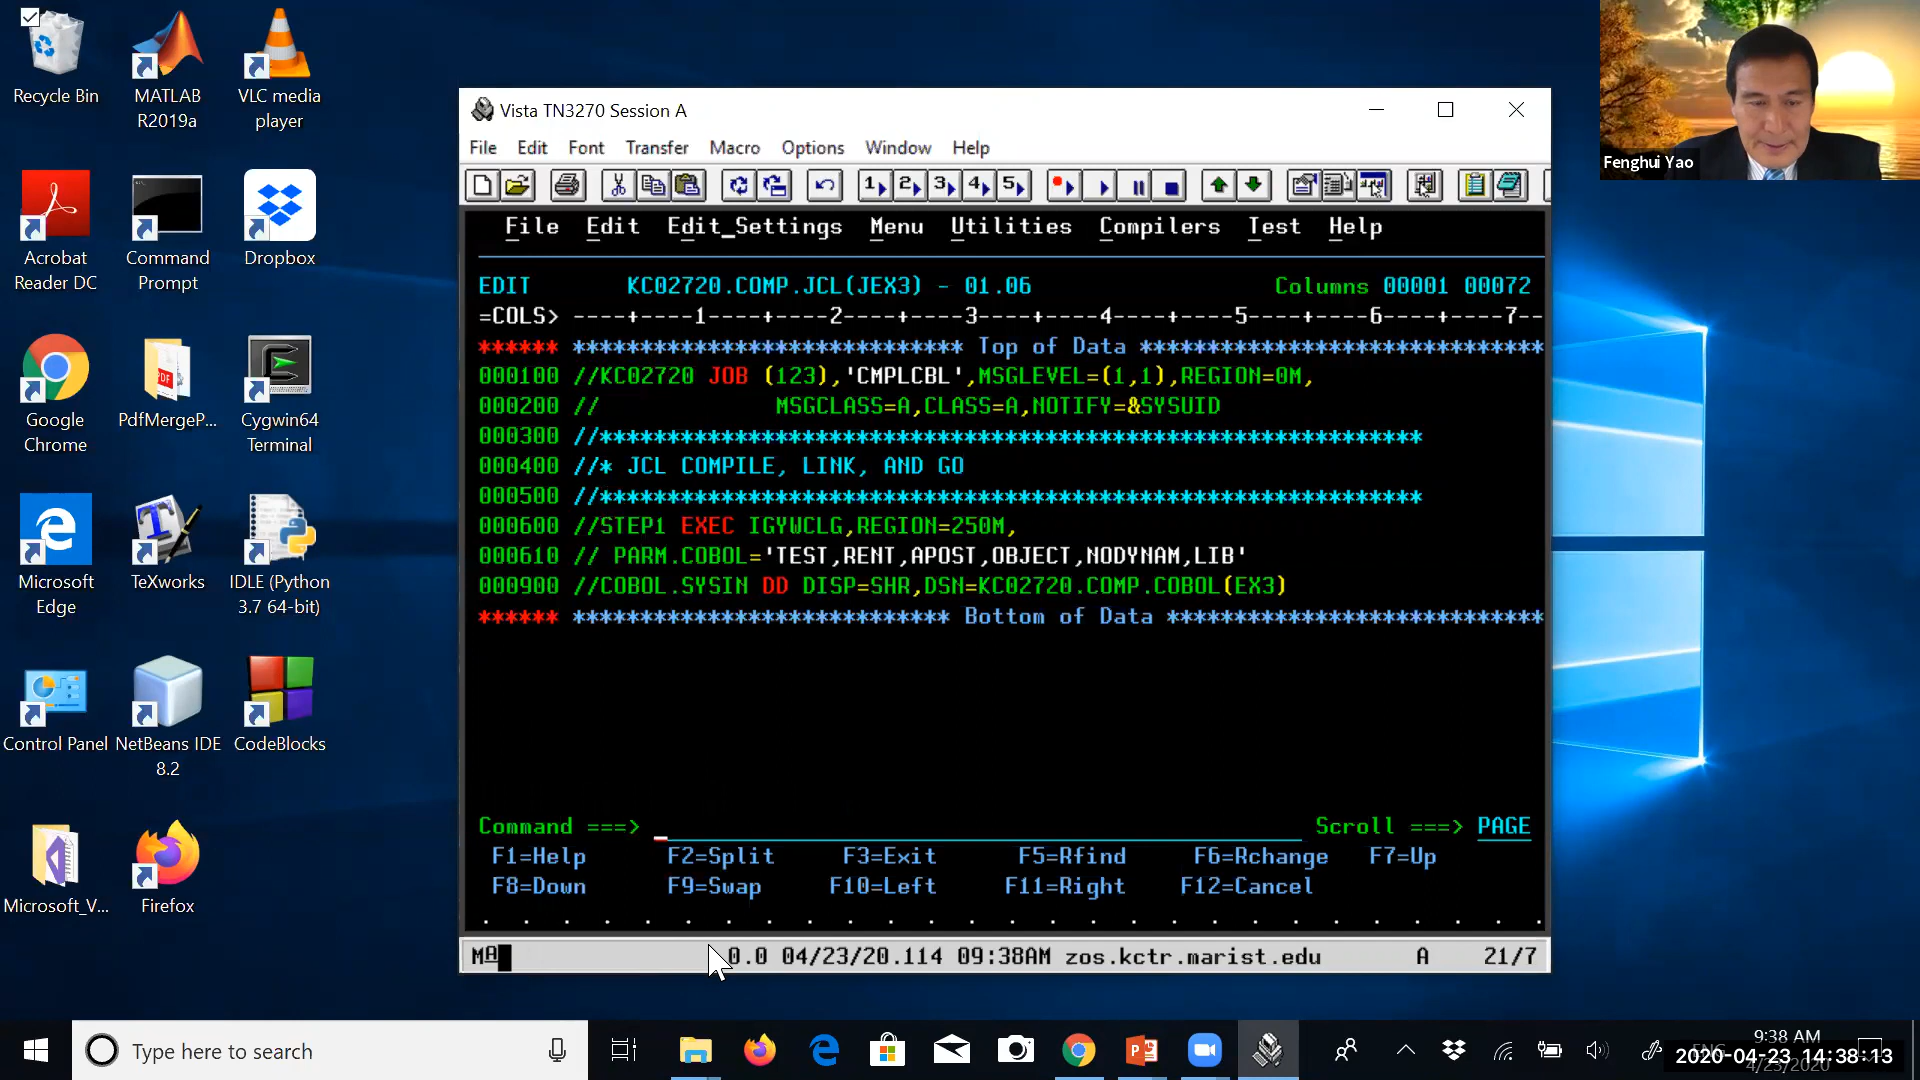 Recycle Bin
MATLAB R2019a
VLC media player
Acrobat Reader DC
Command Prompt
Dropbox
Google Chrome
PdfMergeP...
Cygwin64 Terminal
Microsoft Edge
TeXworks
IDLE (Python 3.7 64-bit)
Control Panel
NetBeans IDE 8.2
CodeBlocks
Microsoft_V...
Firefox
Vista TN3270 Session A
File Edit Font Transfer Macro Options Window Help
1 2 3 4 5
File Edit Edit_Settings Menu Utilities Compilers Test Help
EDIT KC02720.COMP.JCL(JEX3) - 01.06 Columns 00001 00072
=COLS> ----+----1----+----2----+----3----+----4----+----5----+----6----+----7--
****** ***************************** Top of Data ******************************
000100 //KC02720 JOB (123),'CMPLCBL',MSGLEVEL=(1,1),REGION=0M,
000200 //             MSGCLASS=A,CLASS=A,NOTIFY=&SYSUID
000300 //*************************************************************
000400 //* JCL COMPILE, LINK, AND GO
000500 //*************************************************************
000600 //STEP1 EXEC IGYWCLG,REGION=250M,
000610 // PARM.COBOL='TEST,RENT,APOST,OBJECT,NODYNAM,LIB'
000900 //COBOL.SYSIN DD DISP=SHR,DSN=KC02720.COMP.COBOL(EX3)
****** **************************** Bottom of Data ****************************
Command ===> _ Scroll ===> PAGE
F1=Help F2=Split F3=Exit F5=Rfind F6=Rchange F7=Up
F8=Down F9=Swap F10=Left F11=Right F12=Cancel
MA 0.0 04/23/20.114 09:38AM zos.kctr.marist.edu A 21/7
Fenghui Yao
Type here to search
9:38 AM
2020-04-23 14:38:13
4/23/2020